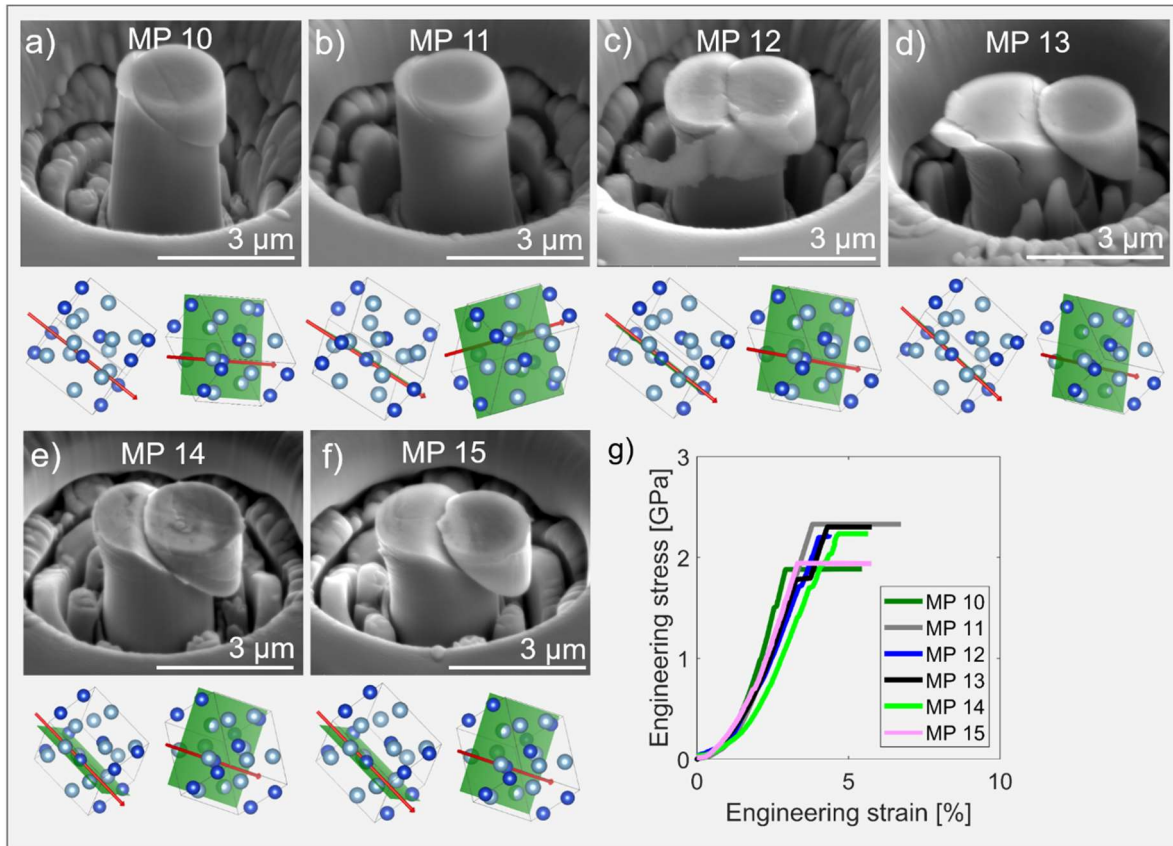 a)
MP 10
3 µm
b)
MP 11
3 µm
c)
MP 12
3 µm
d)
MP 13
3 µm
e)
MP 14
3 µm
f)
MP 15
3 µm
g)
Engineering stress [GPa]
3
2
1
0
0
5
10
Engineering strain [%]
MP 10
MP 11
MP 12
MP 13
MP 14
MP 15